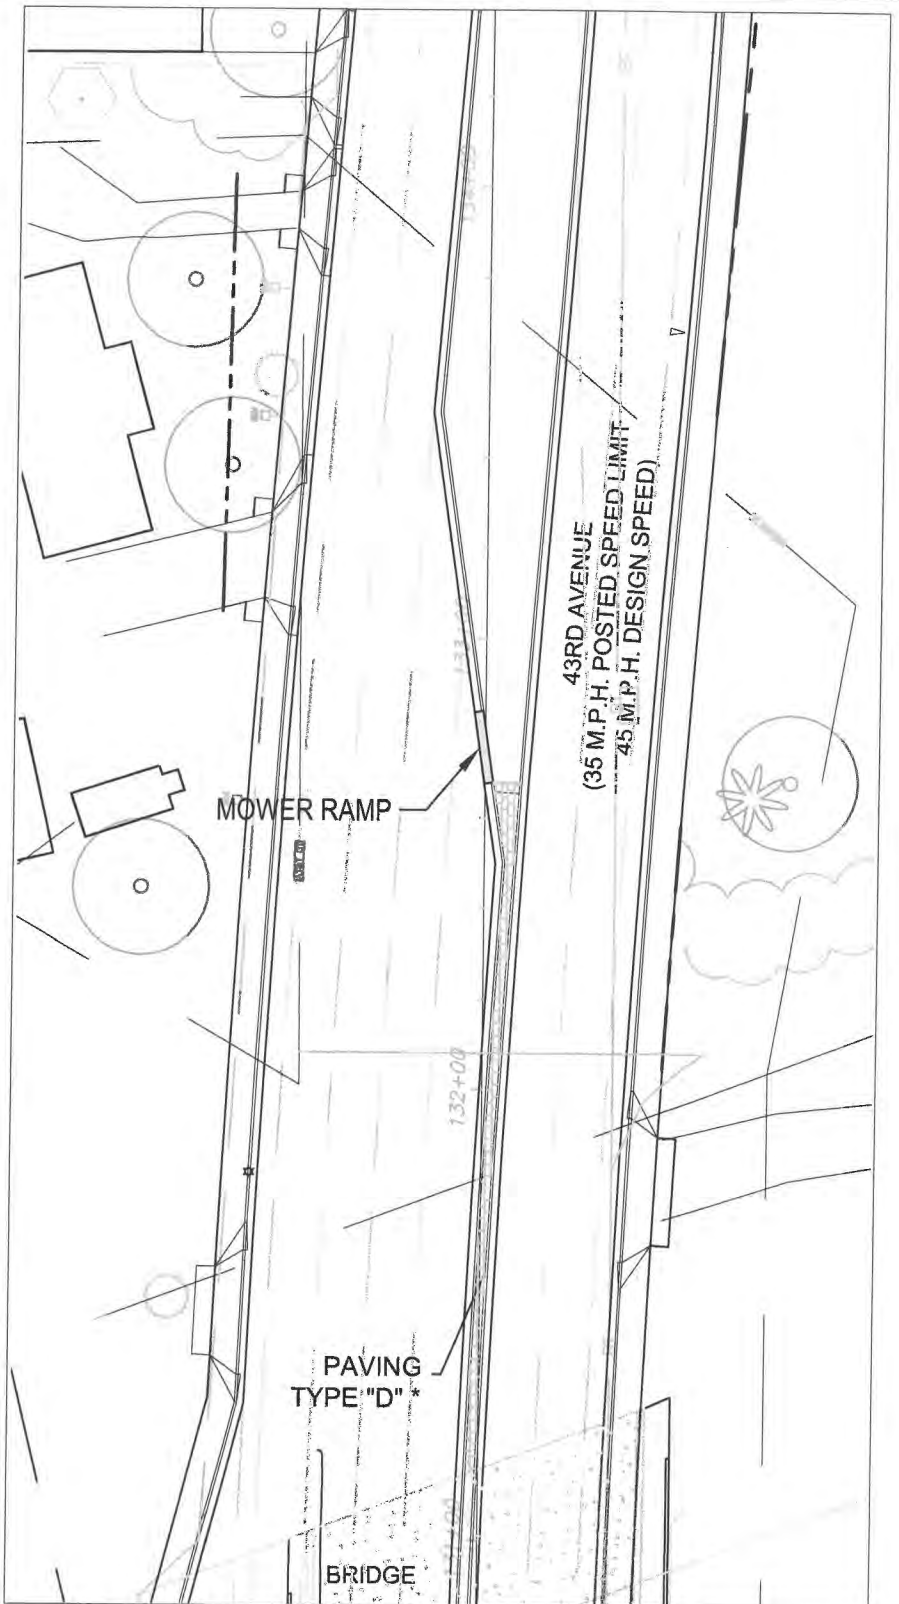 43RD AVENUE
(35 M.P.H. POSTED SPEED LIMIT
45 M.P.H. DESIGN SPEED)
MOWER RAMP
132+00
PAVING
TYPE "D" *
BRIDGE